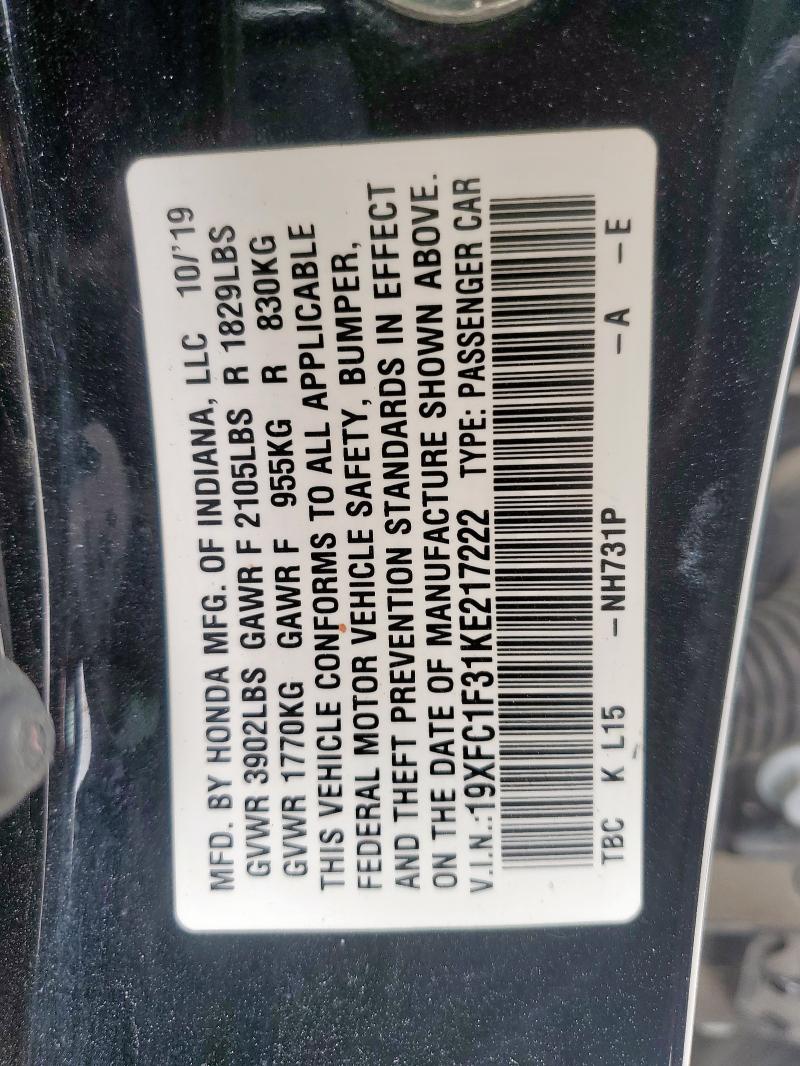 MFD. BY HONDA MFG. OF INDIANA, LLC 10/'19
GVWR 3902LBS GAWR F 2105LBS R 1829LBS
GVWR 1770KG GAWR F 955KG R 830KG
THIS VEHICLE CONFORMS TO ALL APPLICABLE
FEDERAL MOTOR VEHICLE SAFETY, BUMPER,
AND THEFT PREVENTION STANDARDS IN EFFECT
ON THE DATE OF MANUFACTURE SHOWN ABOVE.
V.I.N.:19XFC1F31KE217222 TYPE: PASSENGER CAR
TBC K L15 –NH731P –A –E